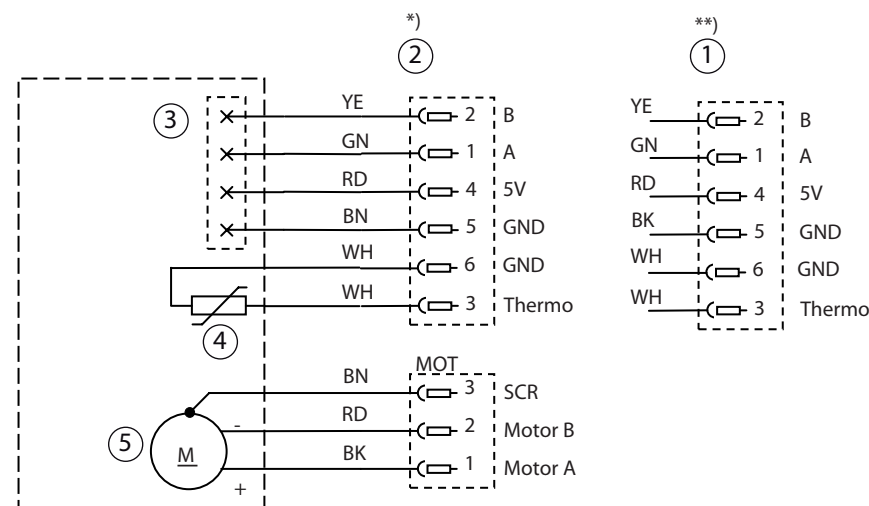 *)
**)
2
1
3
YE 2 B
GN 1 A
RD 4 5V
BN 5 GND
WH 6 GND
WH 3 Thermo
4
YE 2 B
GN 1 A
RD 4 5V
BK 5 GND
WH 6 GND
WH 3 Thermo
MOT
BN 3 SCR
RD 2 Motor B
BK 1 Motor A
5
M
-
+